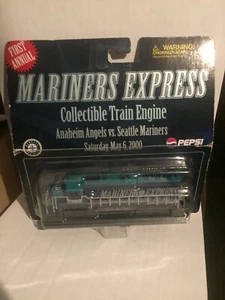 FIRST
ANNUAL
WARNING:
MARINERS EXPRESS
Collectible Train Engine
Anaheim Angels vs. Seattle Mariners
Saturday-May 6, 2000
PEPSI
MARINERS EXPRESS